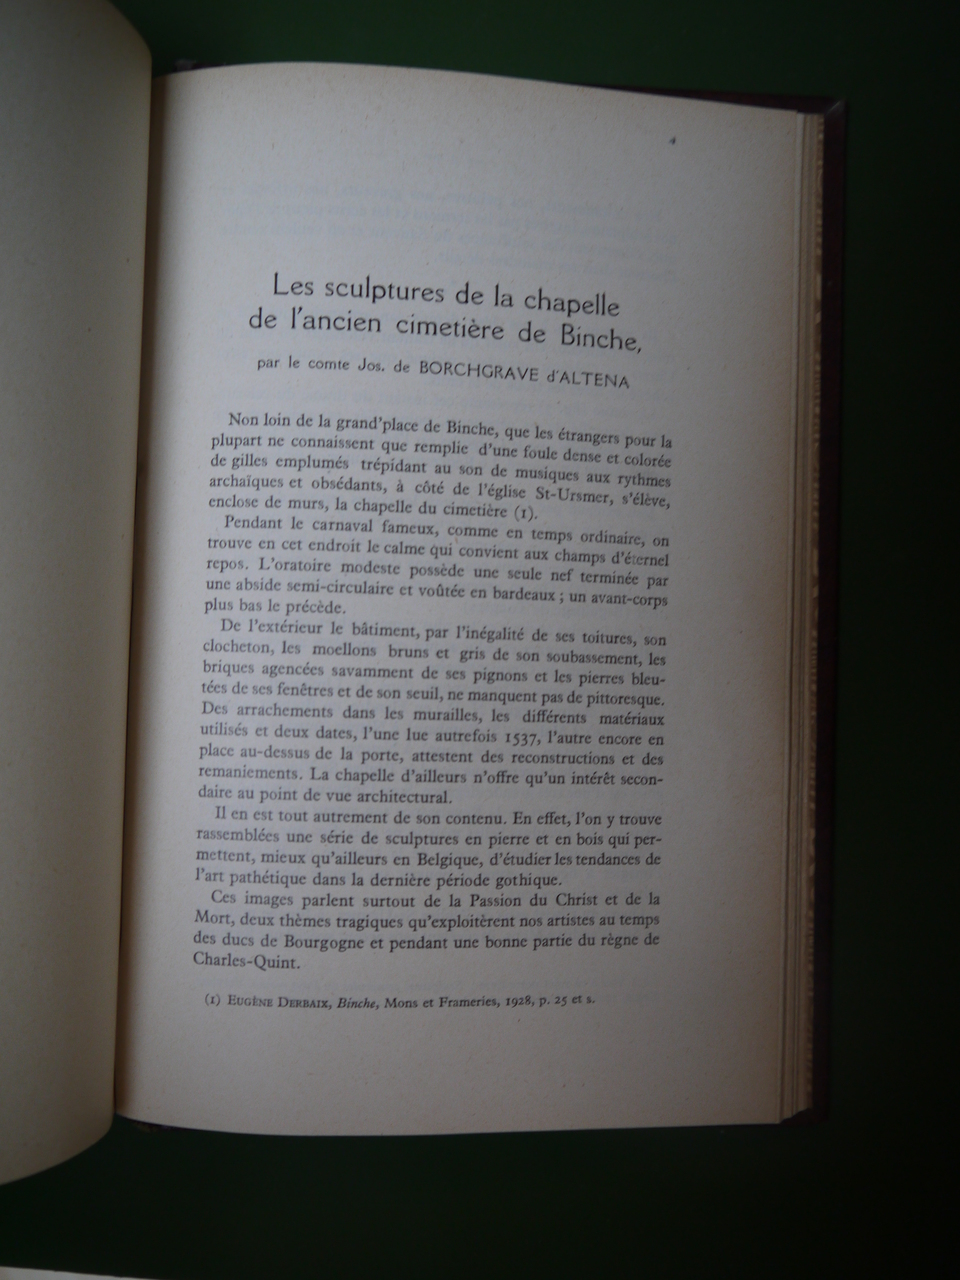 Les sculptures de la chapelle
de l'ancien cimetière de Binche,
par le comte Jos. de BORCHGRAVE d'ALTENA
Non loin de la grand'place de Binche, que les étrangers pour la
plupart ne connaissent que remplie d'une foule dense et colorée
de gilles emplumés trépidant au son de musiques aux rythmes
archaïques et obsédants, à côté de l'église St-Ursmer, s'élève,
enclose de murs, la chapelle du cimetière (1).
Pendant le carnaval fameux, comme en temps ordinaire, on
trouve en cet endroit le calme qui convient aux champs d'éternel
repos. L'oratoire modeste possède une seule nef terminée par
une abside semi-circulaire et voûtée en bardeaux ; un avant-corps
plus bas le précède.
De l'extérieur le bâtiment, par l'inégalité de ses toitures, son
clocheton, les moellons bruns et gris de son soubassement, les
briques agencées savamment de ses pignons et les pierres bleu-
tées de ses fenêtres et de son seuil, ne manquent pas de pittoresque.
Des arrachements dans les murailles, les différents matériaux
utilisés et deux dates, l'une lue autrefois 1537, l'autre encore en
place au-dessus de la porte, attestent des reconstructions et des
remaniements. La chapelle d'ailleurs n'offre qu'un intérêt secon-
daire au point de vue architectural.
Il en est tout autrement de son contenu. En effet, l'on y trouve
rassemblées une série de sculptures en pierre et en bois qui per-
mettent, mieux qu'ailleurs en Belgique, d'étudier les tendances de
l'art pathétique dans la dernière période gothique.
Ces images parlent surtout de la Passion du Christ et de la
Mort, deux thèmes tragiques qu'exploitèrent nos artistes au temps
des ducs de Bourgogne et pendant une bonne partie du règne de
Charles-Quint.
(1) EUGÈNE DERBAIX, Binche, Mons et Frameries, 1928, p. 25 et s.